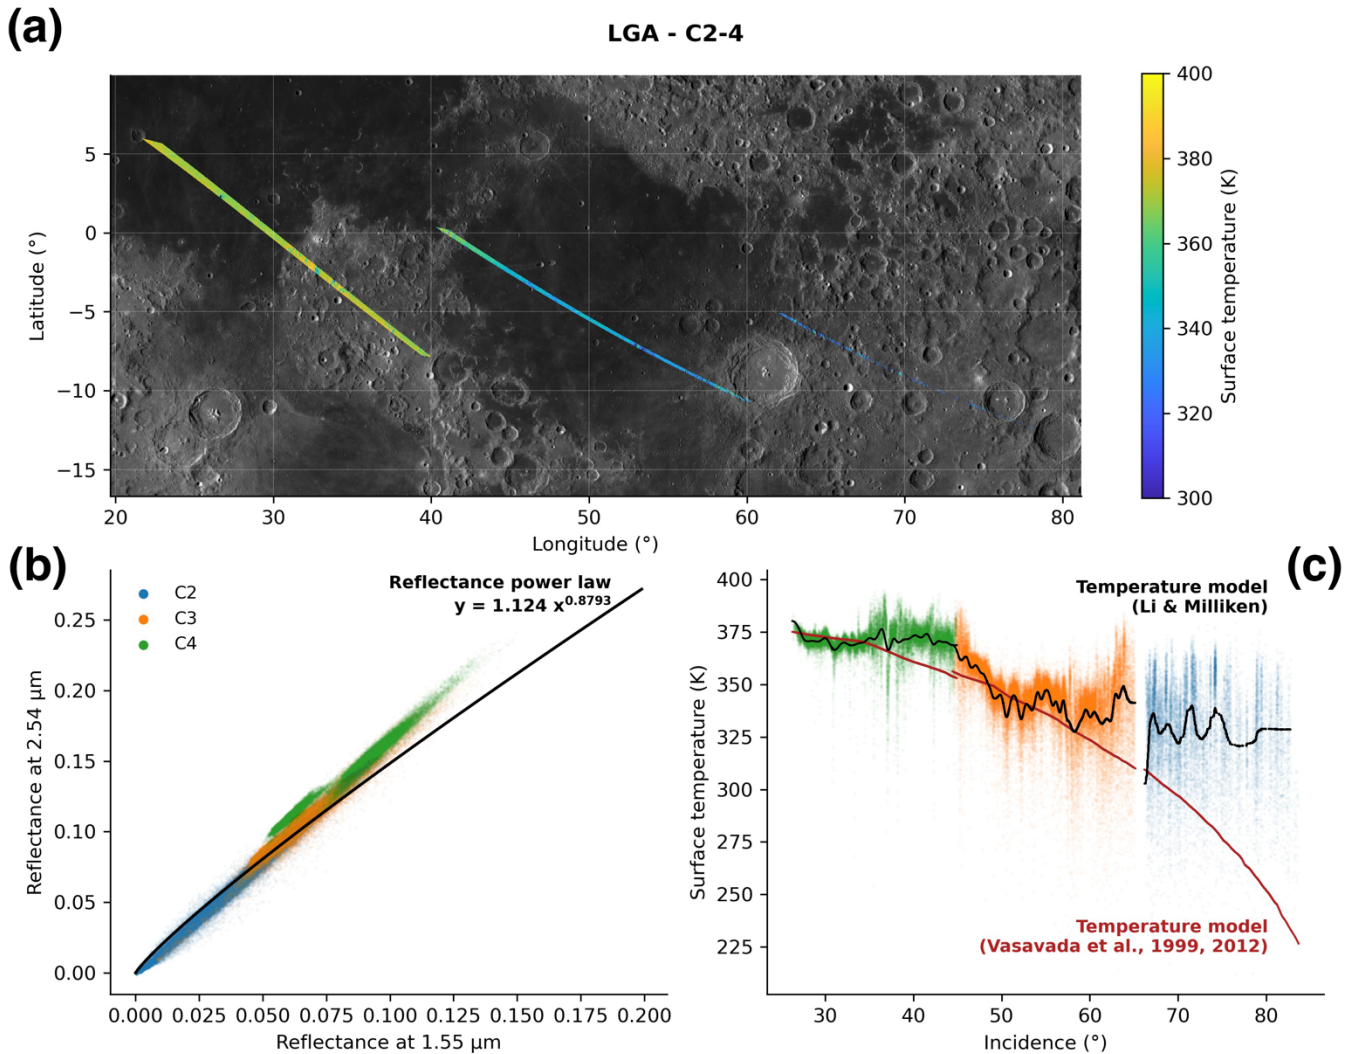 (a)
LGA - C2-4
5
0
−5
−10
−15
Latitude (°)
20 30 40 50 60 70 80
Longitude (°)
400
380
360
340
320
300
Surface temperature (K)
(b)
C2
C3
C4
Reflectance power law
y = 1.124 x^0.8793
0.25
0.20
0.15
0.10
0.05
0.00
Reflectance at 2.54 μm
0.000 0.025 0.050 0.075 0.100 0.125 0.150 0.175 0.200
Reflectance at 1.55 μm
(c)
Temperature model
(Li & Milliken)
400
375
350
325
300
275
250
225
Surface temperature (K)
Temperature model
(Vasavada et al., 1999, 2012)
30 40 50 60 70 80
Incidence (°)